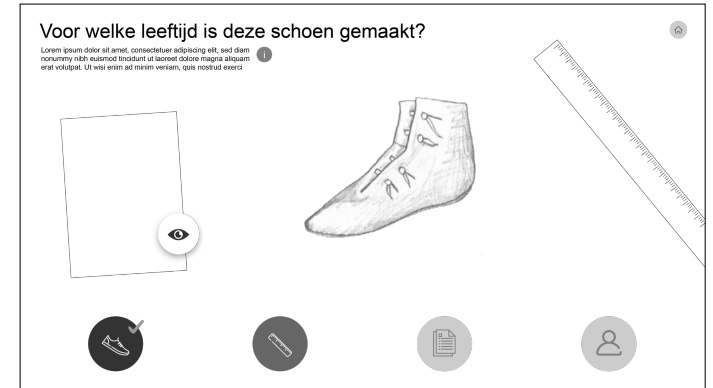 Voor welke leeftijd is deze schoen gemaakt?
Lorem ipsum dolor sit amet, consectetuer adipiscing elit, sed diam
nonummy nibh euismod tincidunt ut laoreet dolore magna aliquam
erat volutpat. Ut wisi enim ad minim veniam, quis nostrud exerci
i